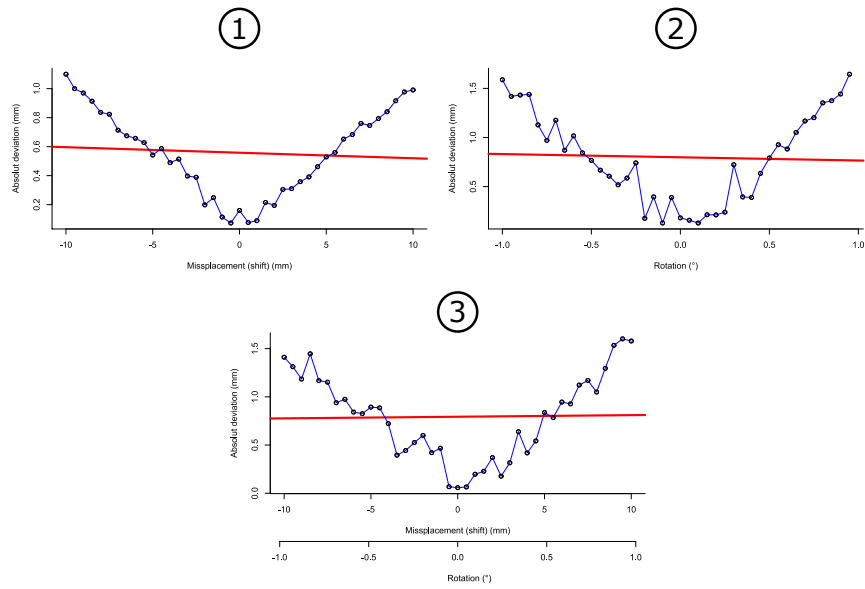 1
2
Absolut deviation (mm)
0.2 0.4 0.6 0.8 1.0
-10 -5 0 5 10
Missplacement (shift) (mm)
Absolut deviation (mm)
0.5 1.0 1.5
-1.0 -0.5 0.0 0.5 1.0
Rotation (°)
3
Absolut deviation (mm)
0.0 0.5 1.0 1.5
-10 -5 0 5 10
Missplacement (shift) (mm)
-1.0 -0.5 0.0 0.5 1.0
Rotation (°)